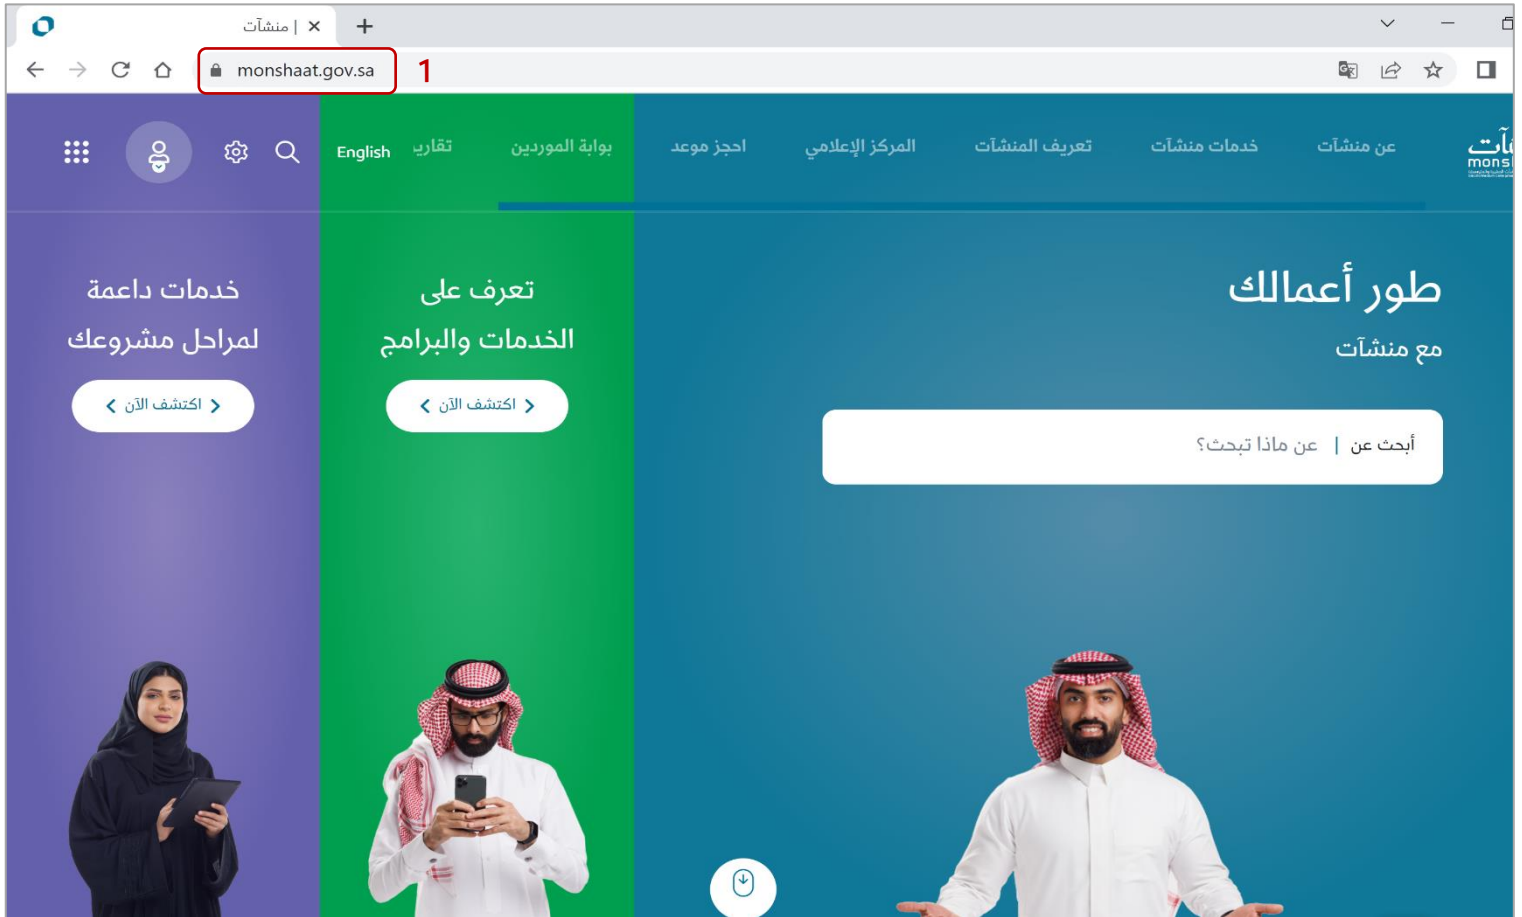 منشآت |
monshaat.gov.sa
1
عن منشآت
خدمات منشآت
تعريف المنشآت
المركز الإعلامي
احجز موعد
بوابة الموردين
تقارير
English
طور أعمالك
مع منشآت
أبحث عن | عن ماذا تبحث؟
تعرف على
الخدمات والبرامج
اكتشف الآن
خدمات داعمة
لمراحل مشروعك
اكتشف الآن